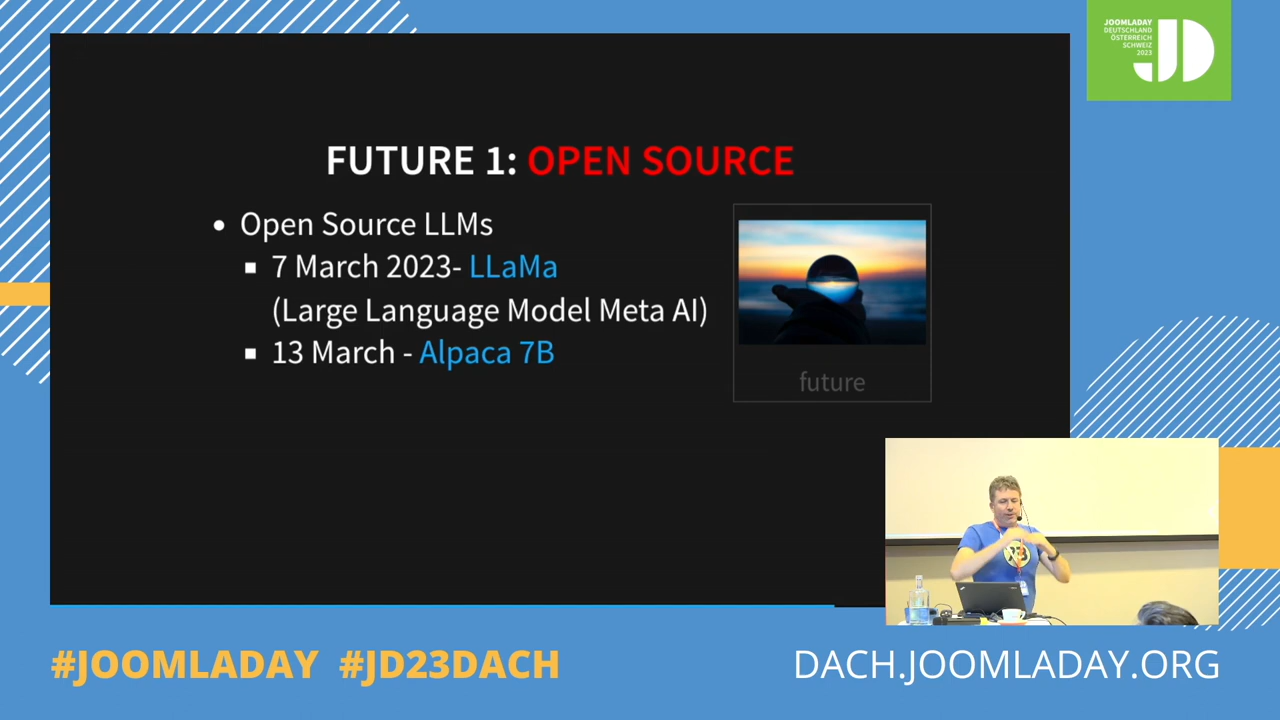 JOOMLADAY
DEUTSCHLAND
ÖSTERREICH
SCHWEIZ
2023
JD
FUTURE 1: OPEN SOURCE
• Open Source LLMs
▪ 7 March 2023- LLaMa
(Large Language Model Meta AI)
▪ 13 March - Alpaca 7B
future
#JOOMLADAY #JD23DACH
DACH.JOOMLADAY.ORG